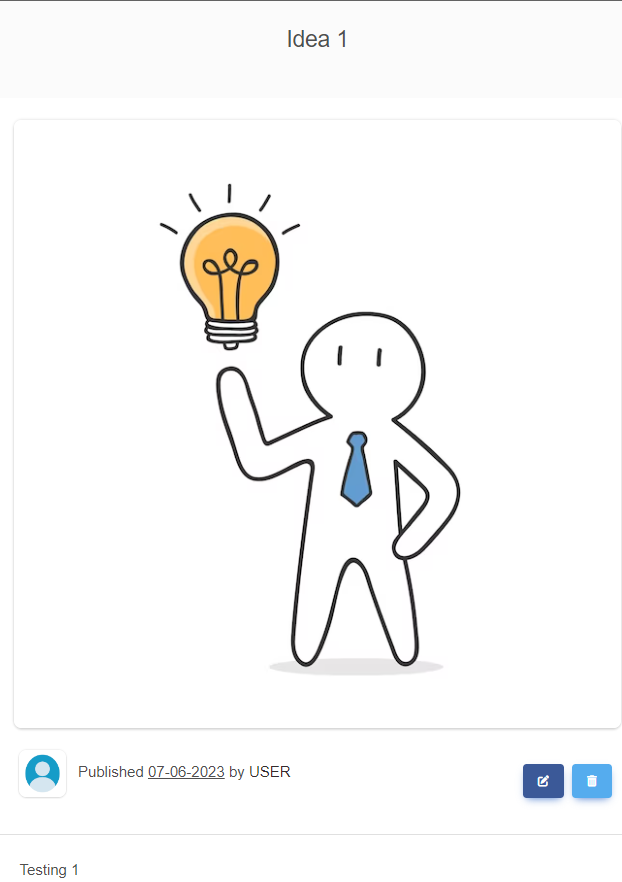 Idea 1
Published 07-06-2023 by USER
Testing 1